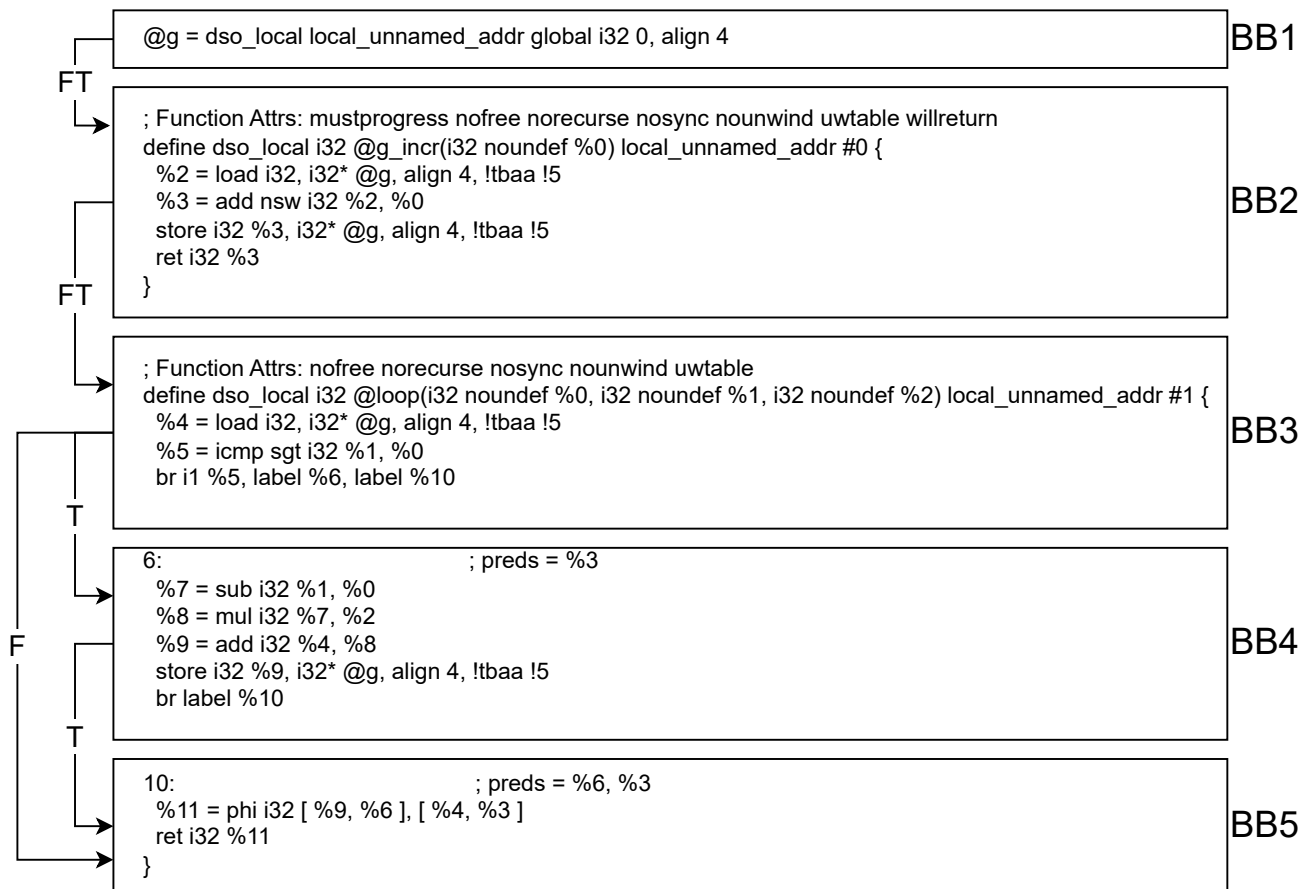 @g = dso_local local_unnamed_addr global i32 0, align 4
BB1
FT
; Function Attrs: mustprogress nofree norecurse nosync nounwind uwtable willreturn
define dso_local i32 @g_incr(i32 noundef %0) local_unnamed_addr #0 {
%2 = load i32, i32* @g, align 4, !tbaa !5
%3 = add nsw i32 %2, %0
store i32 %3, i32* @g, align 4, !tbaa !5
ret i32 %3
}
BB2
FT
; Function Attrs: nofree norecurse nosync nounwind uwtable
define dso_local i32 @loop(i32 noundef %0, i32 noundef %1, i32 noundef %2) local_unnamed_addr #1 {
%4 = load i32, i32* @g, align 4, !tbaa !5
%5 = icmp sgt i32 %1, %0
br i1 %5, label %6, label %10
BB3
T
6: ; preds = %3
%7 = sub i32 %1, %0
%8 = mul i32 %7, %2
%9 = add i32 %4, %8
store i32 %9, i32* @g, align 4, !tbaa !5
br label %10
BB4
F
T
10: ; preds = %6, %3
%11 = phi i32 [ %9, %6 ], [ %4, %3 ]
ret i32 %11
}
BB5